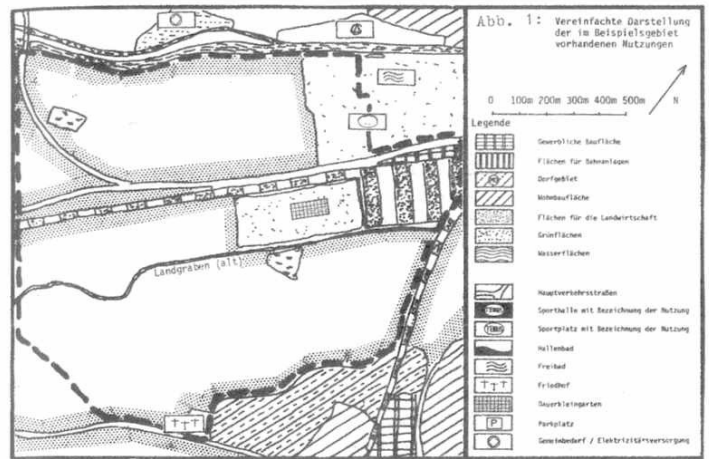 Abb. 1: Vereinfachte Darstellung
der im Beispielsgebiet
vorhandenen Nutzungen
0 100m 200m 300m 400m 500m
N
Legende
Gewerbliche Baufläche
Flächen für Bahnanlagen
Dorfgebiet
Wohnbaufläche
Flächen für die Landwirtschaft
Grünflächen
Wasserflächen
Hauptverkehrsstraßen
Sporthalle mit Bezeichnung der Nutzung
Sportplatz mit Bezeichnung der Nutzung
Hallenbad
Freibad
Friedhof
Dauerkleingarten
P
Parkplatz
Gemeinbedarf / Elektrizitätsversorgung
Landgraben (alt)